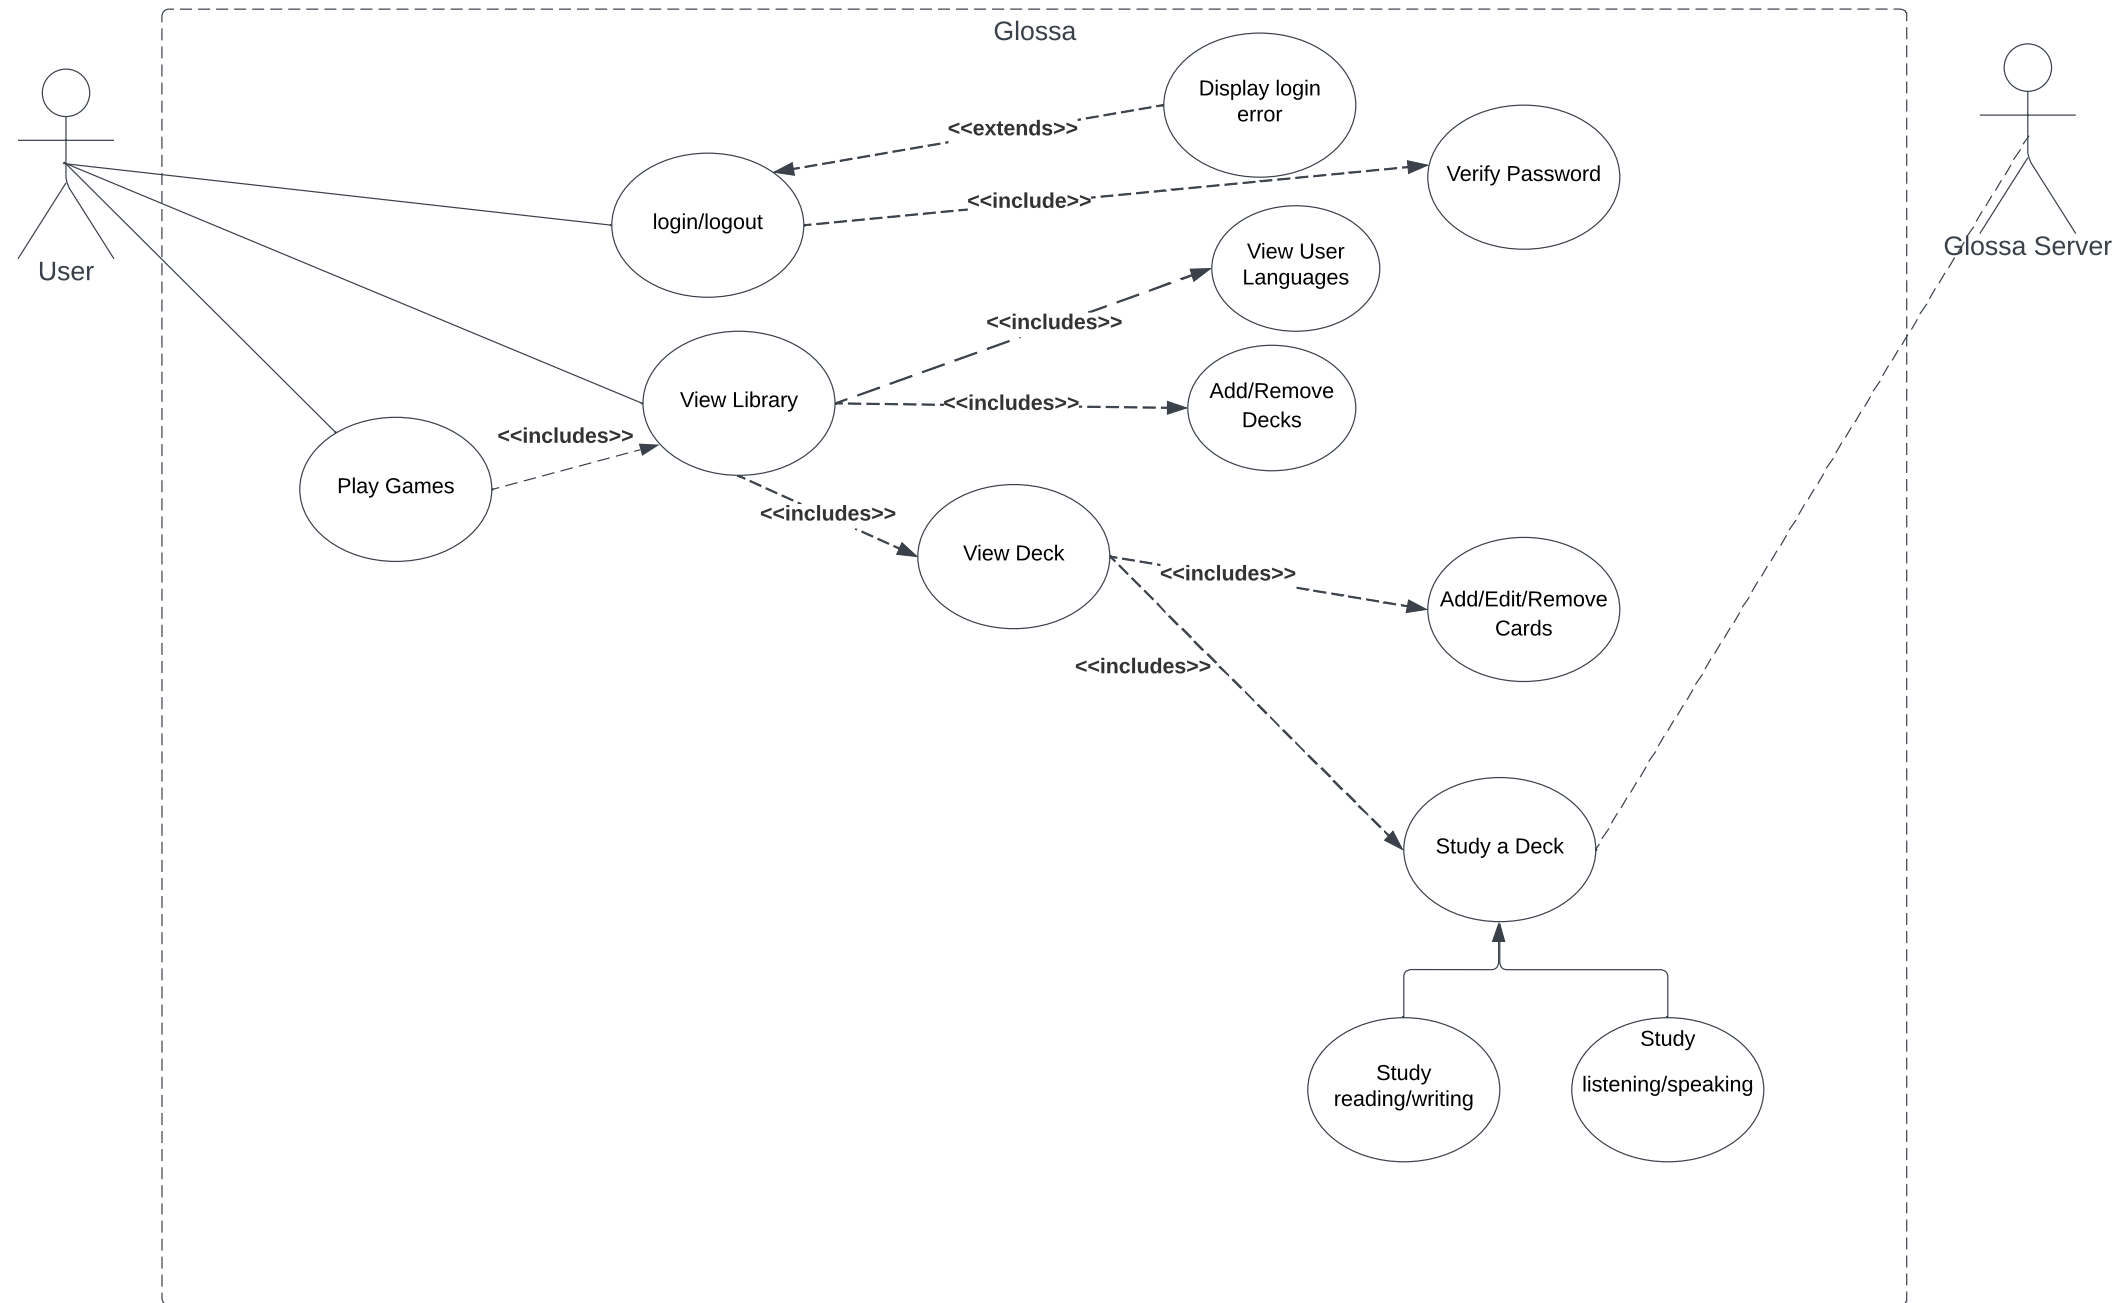 Glossa
Display login
error
<<extends>>
Verify Password
<<include>>
login/logout
User
Glossa Server
View User
Languages
<<includes>>
View Library
<<includes>>
Add/Remove
Decks
<<includes>>
Play Games
<<includes>>
View Deck
<<includes>>
Add/Edit/Remove
Cards
<<includes>>
Study a Deck
Study
reading/writing
Study
listening/speaking